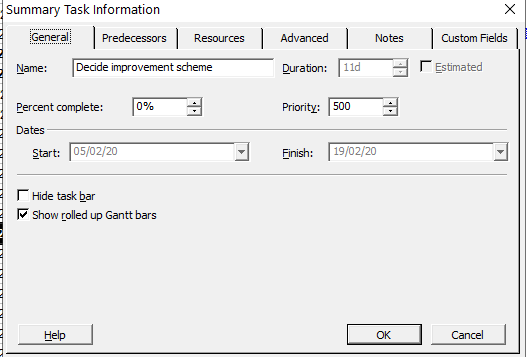 Summary Task Information
General Predecessors Resources Advanced Notes Custom Fields
Name: Decide improvement scheme Duration: 11d Estimated
Percent complete: 0% Priority: 500
Dates
Start: 05/02/20 Finish: 19/02/20
Hide task bar
Show rolled up Gantt bars
Help OK Cancel